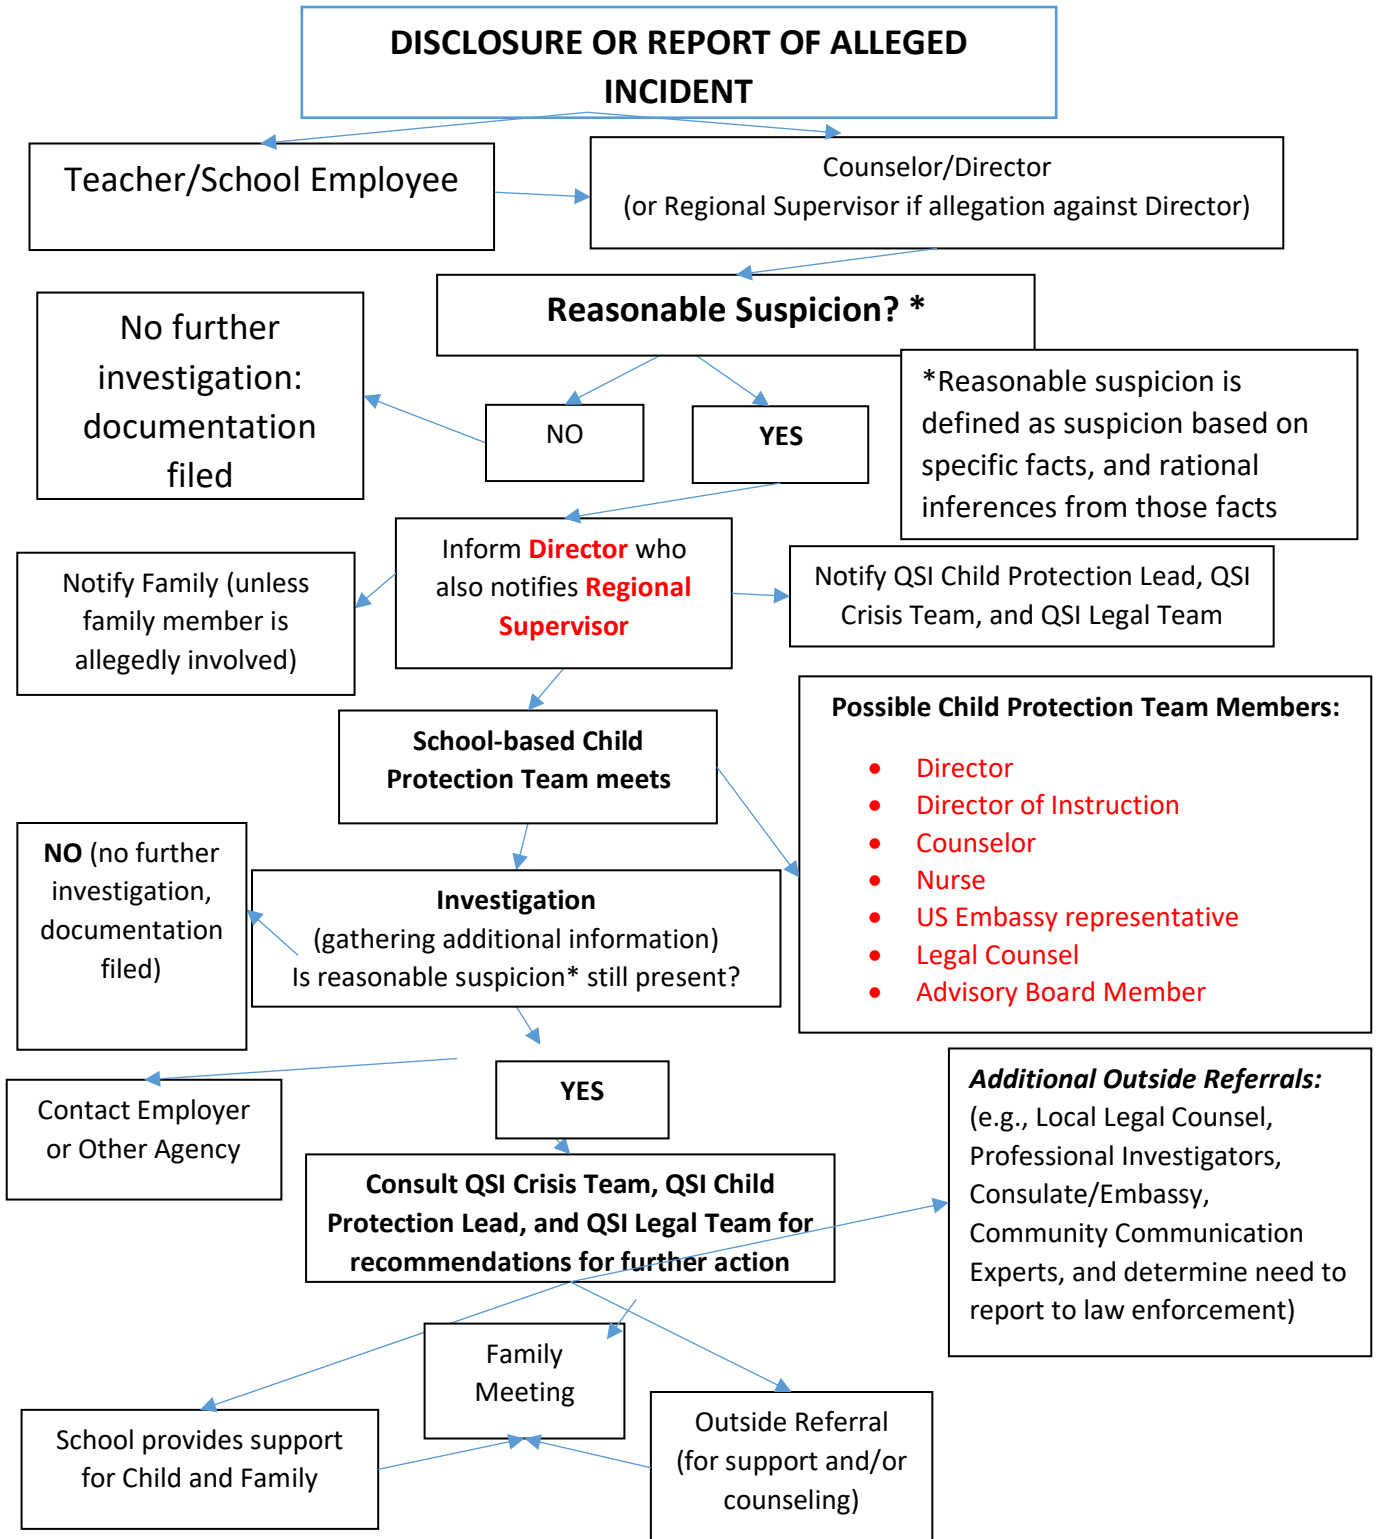 DISCLOSURE OR REPORT OF ALLEGED
INCIDENT
Teacher/School Employee
Counselor/Director
(or Regional Supervisor if allegation against Director)
Reasonable Suspicion? *
No further
investigation:
documentation
filed
NO
YES
*Reasonable suspicion is
defined as suspicion based on
specific facts, and rational
inferences from those facts
Inform Director who
also notifies Regional
Supervisor
Notify Family (unless
family member is
allegedly involved)
Notify QSI Child Protection Lead, QSI
Crisis Team, and QSI Legal Team
School-based Child
Protection Team meets
Possible Child Protection Team Members:
• Director
• Director of Instruction
• Counselor
• Nurse
• US Embassy representative
• Legal Counsel
• Advisory Board Member
NO (no further
investigation,
documentation
filed)
Investigation
(gathering additional information)
Is reasonable suspicion* still present?
YES
Contact Employer
or Other Agency
Additional Outside Referrals:
(e.g., Local Legal Counsel,
Professional Investigators,
Consulate/Embassy,
Community Communication
Experts, and determine need to
report to law enforcement)
Consult QSI Crisis Team, QSI Child
Protection Lead, and QSI Legal Team for
recommendations for further action
Family
Meeting
School provides support
for Child and Family
Outside Referral
(for support and/or
counseling)